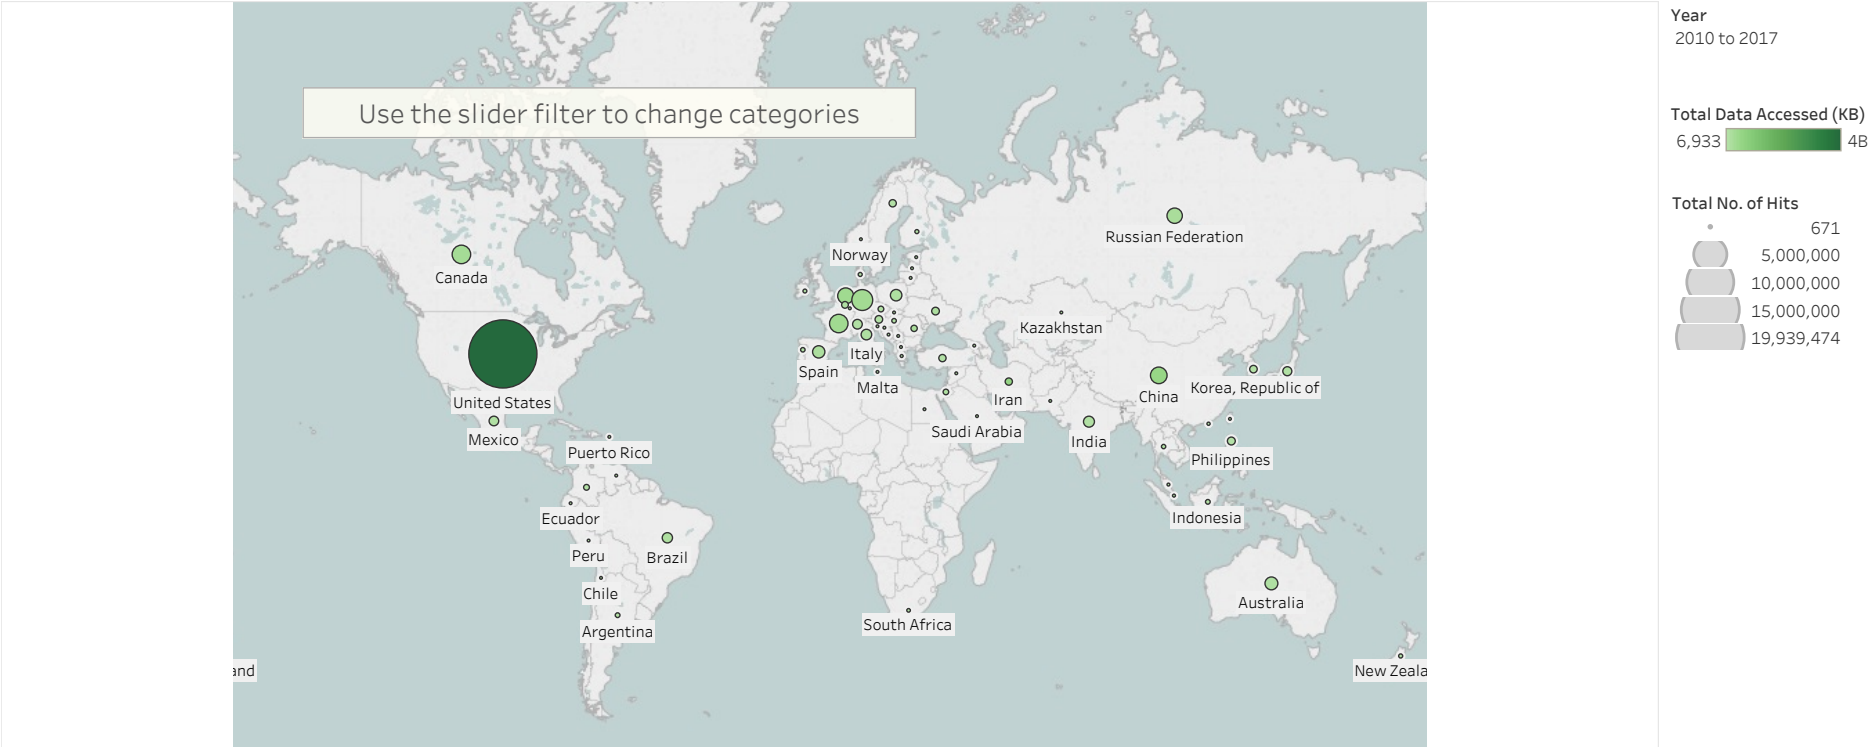 Use the slider filter to change categories
Year
2010 to 2017
Total Data Accessed (KB)
6,933
4B
Total No. of Hits
671
5,000,000
10,000,000
15,000,000
19,939,474
Russian Federation
Norway
Canada
Kazakhstan
Italy
Spain
Malta
Korea, Republic of
China
Iran
United States
Saudi Arabia
India
Mexico
Puerto Rico
Philippines
Ecuador
Indonesia
Peru
Brazil
Chile
Australia
South Africa
Argentina
and
New Zeala